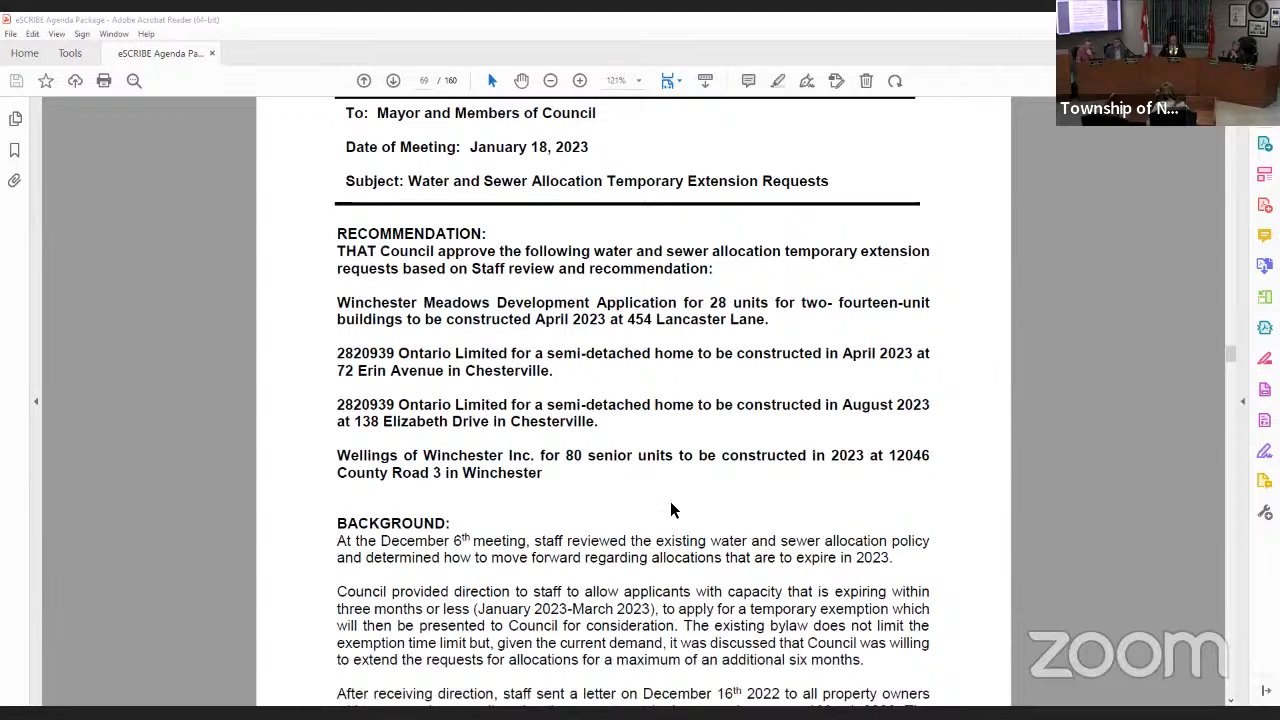 eSCRIBE Agenda Package - Adobe Acrobat Reader (64-bit)
File Edit View Sign Window Help
Home Tools eSCRIBE Agenda Pa... ×
69 / 160 121%
Township of N...
To: Mayor and Members of Council
Date of Meeting: January 18, 2023
Subject: Water and Sewer Allocation Temporary Extension Requests
RECOMMENDATION:
THAT Council approve the following water and sewer allocation temporary extension
requests based on Staff review and recommendation:
Winchester Meadows Development Application for 28 units for two- fourteen-unit
buildings to be constructed April 2023 at 454 Lancaster Lane.
2820939 Ontario Limited for a semi-detached home to be constructed in April 2023 at
72 Erin Avenue in Chesterville.
2820939 Ontario Limited for a semi-detached home to be constructed in August 2023
at 138 Elizabeth Drive in Chesterville.
Wellings of Winchester Inc. for 80 senior units to be constructed in 2023 at 12046
County Road 3 in Winchester
BACKGROUND:
At the December 6th meeting, staff reviewed the existing water and sewer allocation policy
and determined how to move forward regarding allocations that are to expire in 2023.
Council provided direction to staff to allow applicants with capacity that is expiring within
three months or less (January 2023-March 2023), to apply for a temporary exemption which
will then be presented to Council for consideration. The existing bylaw does not limit the
exemption time limit but, given the current demand, it was discussed that Council was willing
to extend the requests for allocations for a maximum of an additional six months.
After receiving direction, staff sent a letter on December 16th 2022 to all property owners
zoom